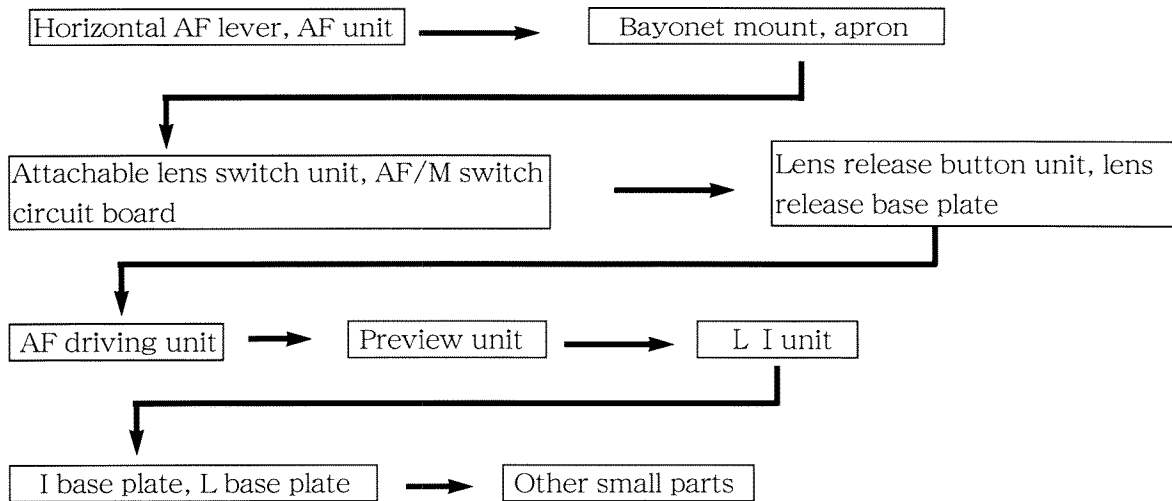 Horizontal AF lever, AF unit
Bayonet mount, apron
Attachable lens switch unit, AF/M switch
circuit board
Lens release button unit, lens
release base plate
AF driving unit
Preview unit
L I unit
I base plate, L base plate
Other small parts